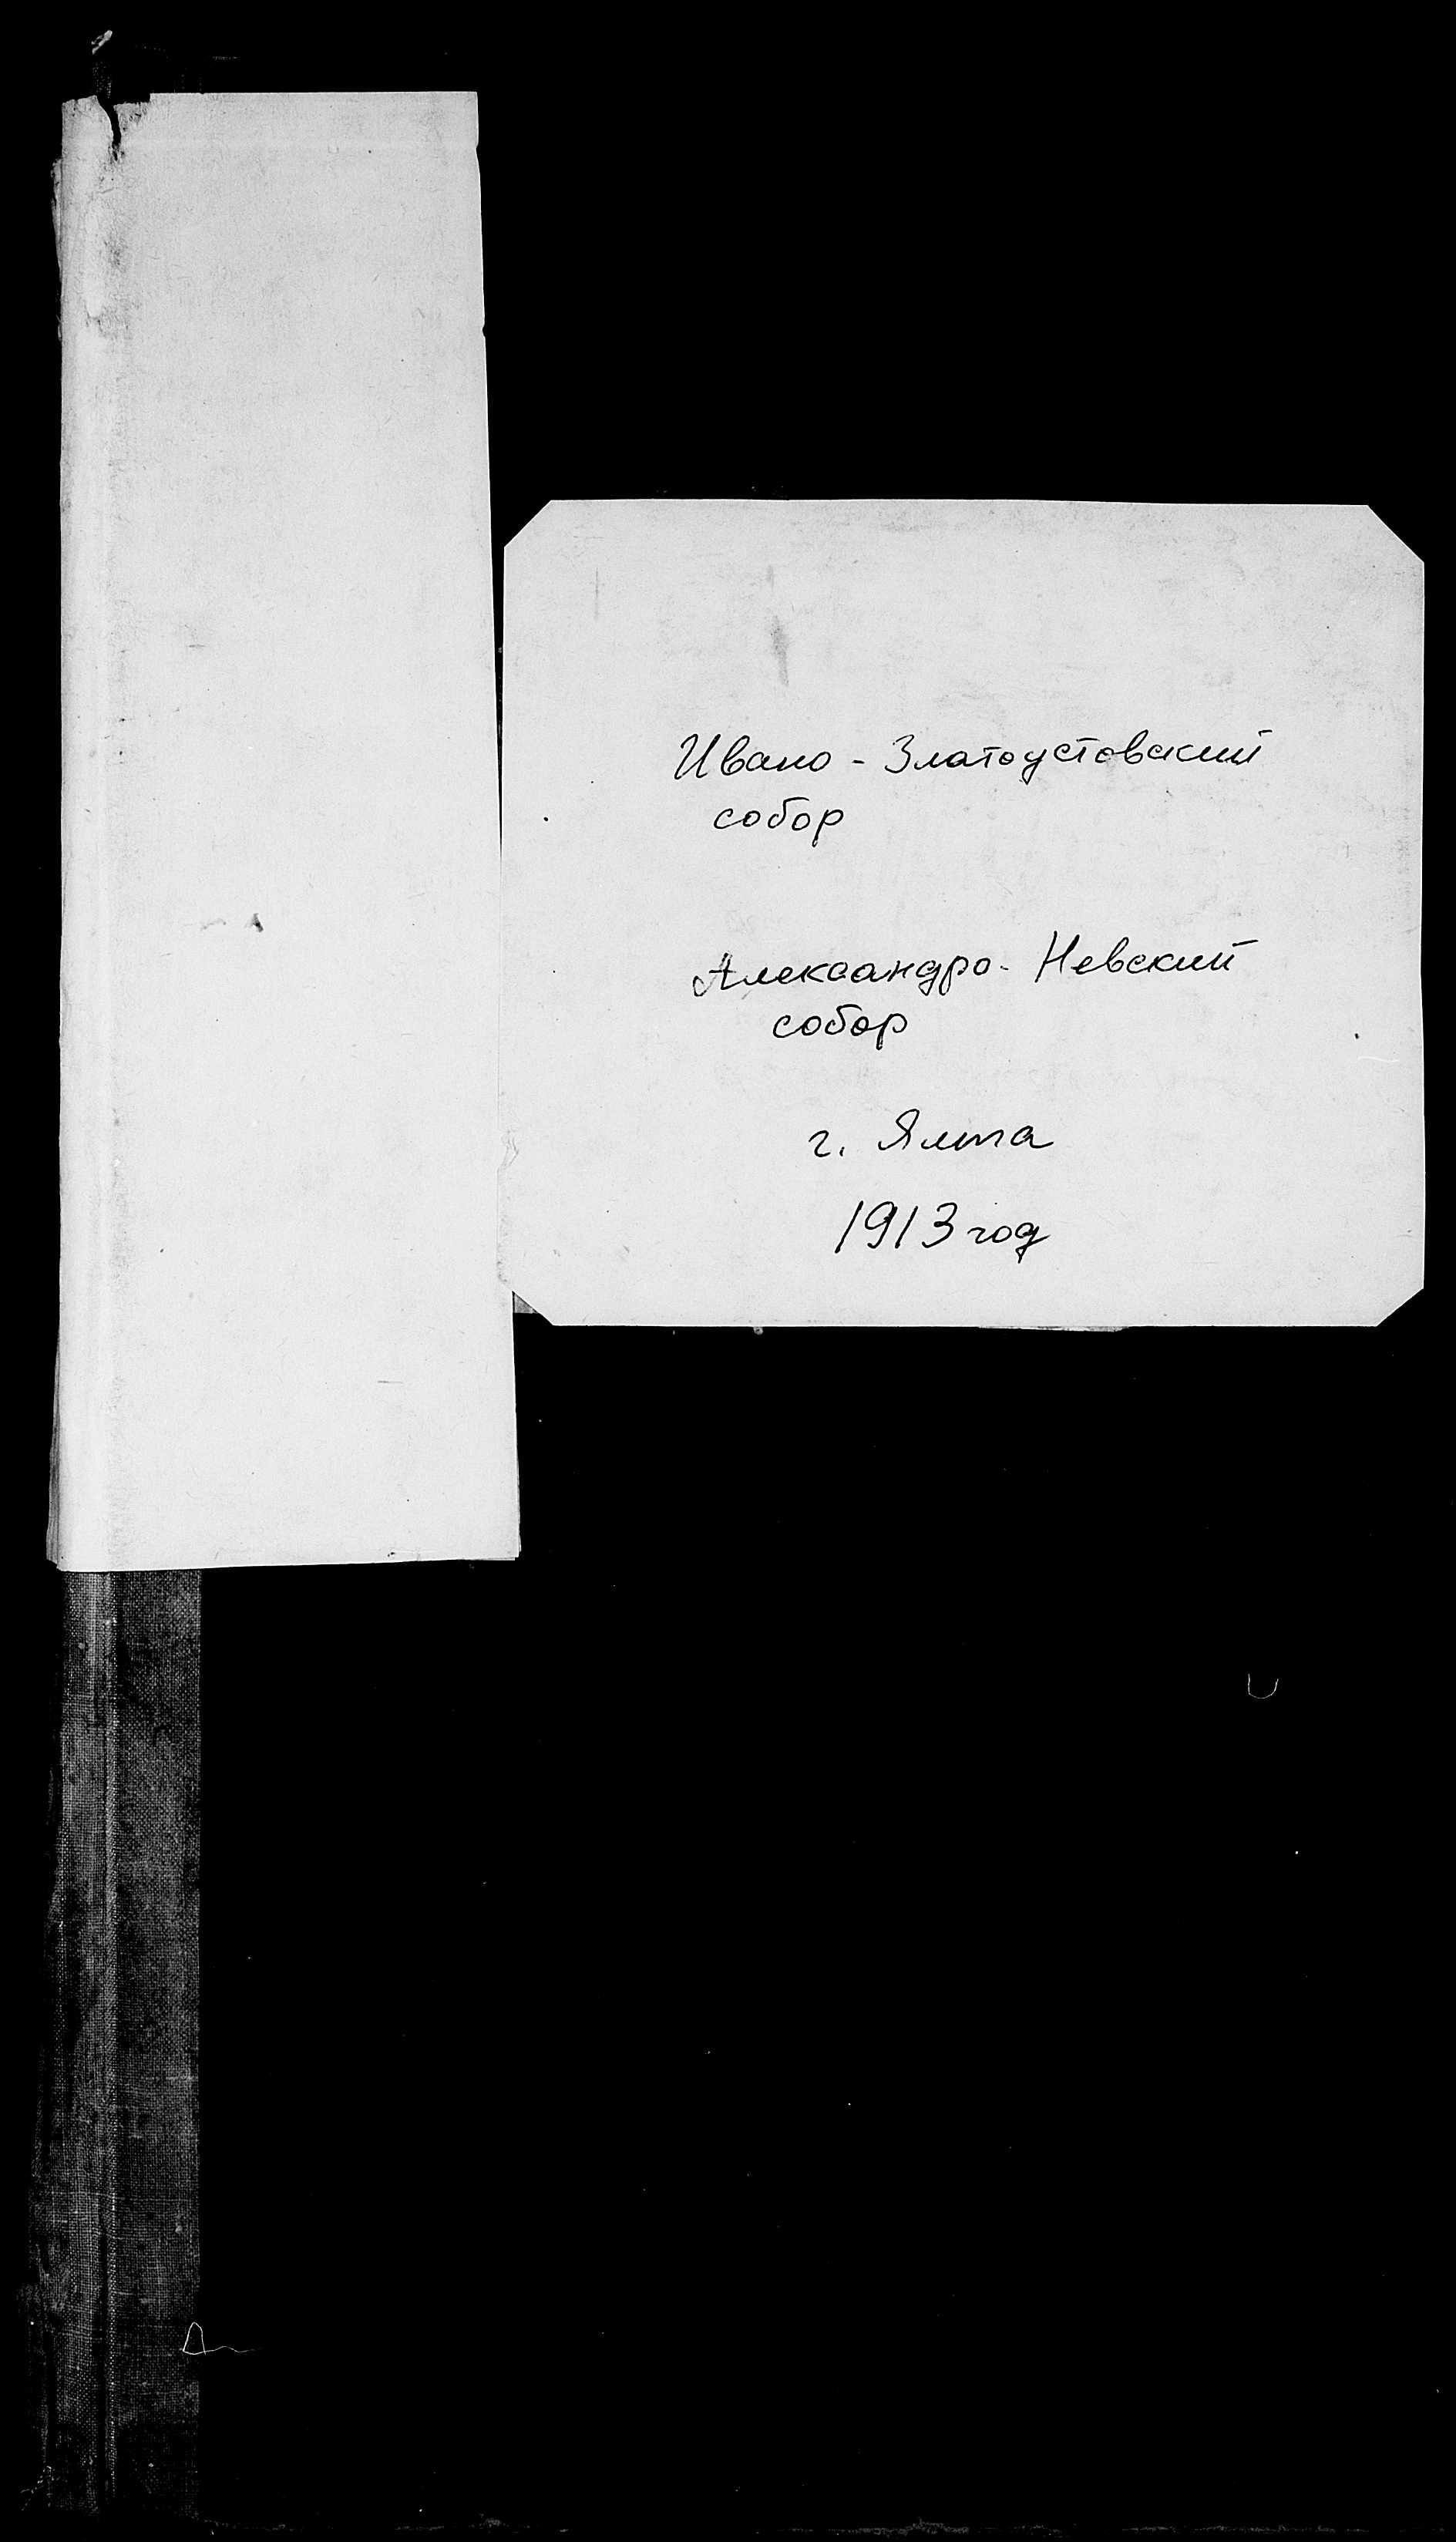 Ивано - Златоустовский
собор
Александро- Невский
собор
г. Ялта
1913 год